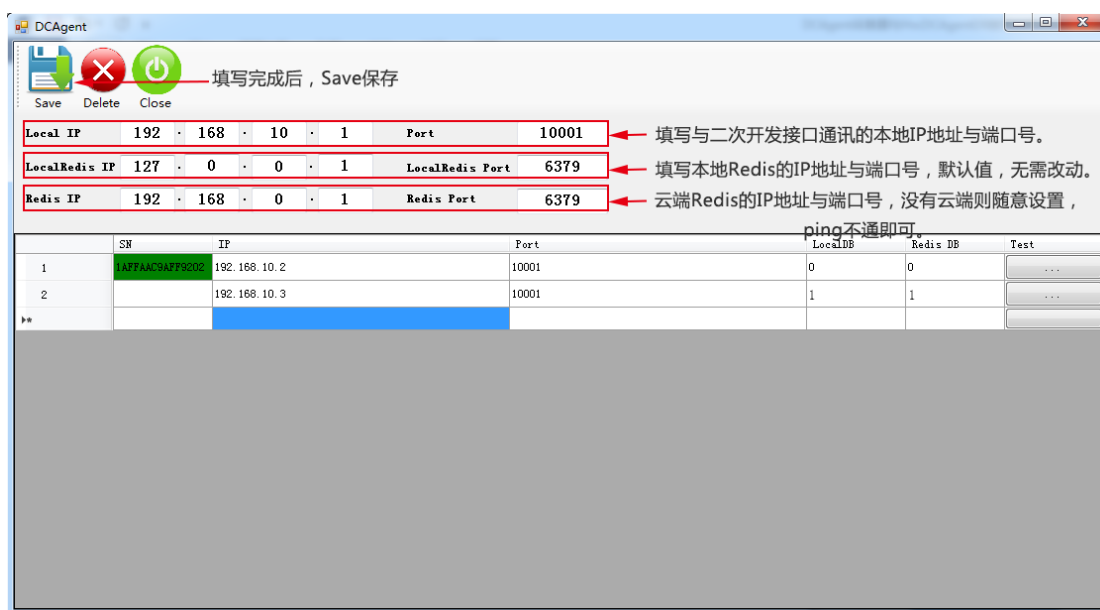 DCAgent
填写完成后，Save保存
Save Delete Close
Local IP 192 . 168 . 10 . 1 Port 10001
填写与二次开发接口通讯的本地IP地址与端口号。
LocalRedis IP 127 . 0 . 0 . 1 LocalRedis Port 6379
填写本地Redis的IP地址与端口号，默认值，无需改动。
Redis IP 192 . 168 . 0 . 1 Redis Port 6379
云端Redis的IP地址与端口号，没有云端则随意设置，
ping不通即可。
SN IP Port LocalDB Redis DB Test
1 1AFFAAC9AFF9202 192.168.10.2 10001 0 0 ...
2 192.168.10.3 10001 1 1 ...